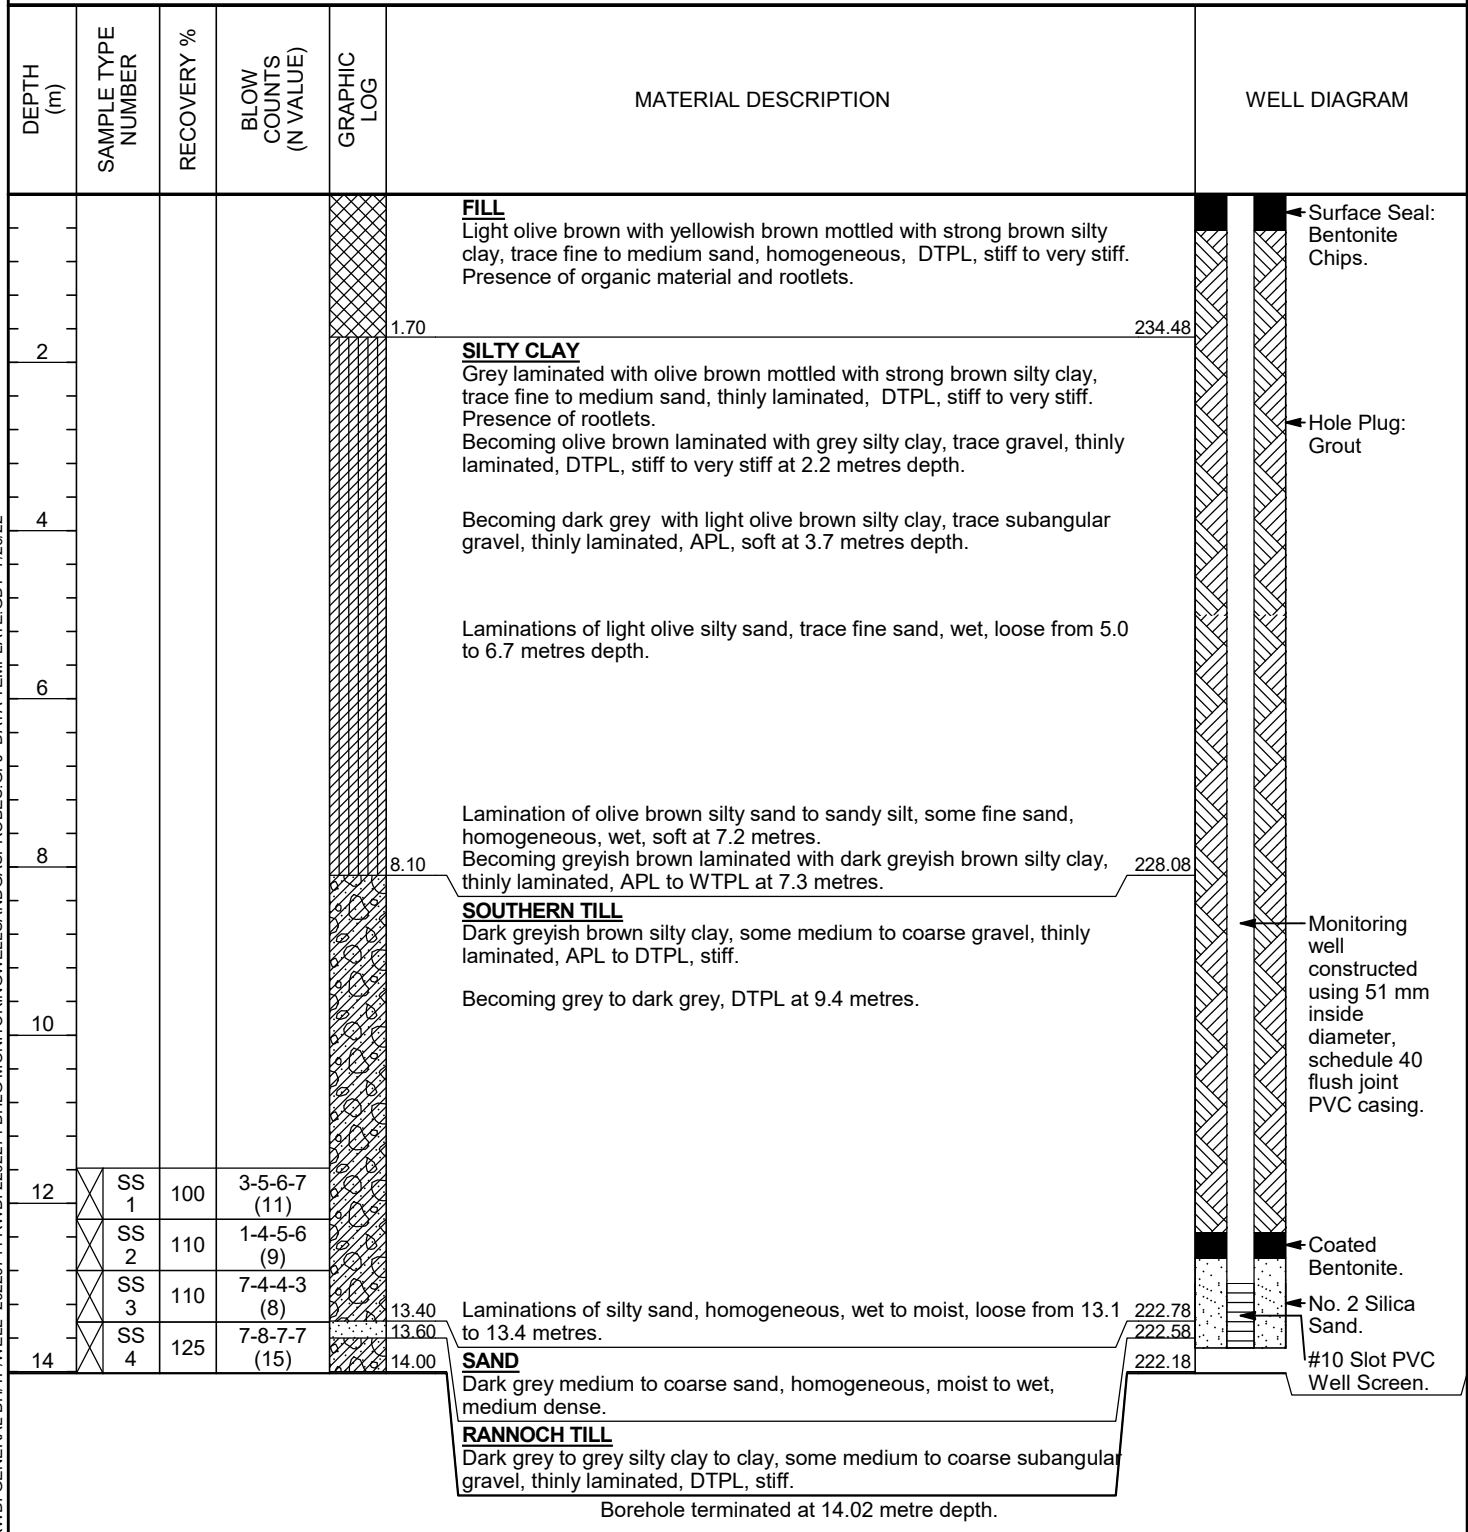 DEPTH
(m)
SAMPLE TYPE
NUMBER
RECOVERY %
BLOW
COUNTS
(N VALUE)
GRAPHIC
LOG
MATERIAL DESCRIPTION
WELL DIAGRAM
FILL
Light olive brown with yellowish brown mottled with strong brown silty
clay, trace fine to medium sand, homogeneous, DTPL, stiff to very stiff.
Presence of organic material and rootlets.
1.70
234.48
SILTY CLAY
Grey laminated with olive brown mottled with strong brown silty clay,
trace fine to medium sand, thinly laminated, DTPL, stiff to very stiff.
Presence of rootlets.
Becoming olive brown laminated with grey silty clay, trace gravel, thinly
laminated, DTPL, stiff to very stiff at 2.2 metres depth.
Becoming dark grey with light olive brown silty clay, trace subangular
gravel, thinly laminated, APL, soft at 3.7 metres depth.
Laminations of light olive silty sand, trace fine sand, wet, loose from 5.0
to 6.7 metres depth.
Lamination of olive brown silty sand to sandy silt, some fine sand,
homogeneous, wet, soft at 7.2 metres.
Becoming greyish brown laminated with dark greyish brown silty clay,
thinly laminated, APL to WTPL at 7.3 metres.
8.10
228.08
SOUTHERN TILL
Dark greyish brown silty clay, some medium to coarse gravel, thinly
laminated, APL to DTPL, stiff.
Becoming grey to dark grey, DTPL at 9.4 metres.
2
4
6
8
10
12
14
SS
1
100
3-5-6-7
(11)
SS
2
110
1-4-5-6
(9)
SS
3
110
7-4-4-3
(8)
SS
4
125
7-8-7-7
(15)
13.40
Laminations of silty sand, homogeneous, wet to moist, loose from 13.1
to 13.4 metres.
222.78
13.60
222.58
14.00
222.18
SAND
Dark grey medium to coarse sand, homogeneous, moist to wet,
medium dense.
RANNOCH TILL
Dark grey to grey silty clay to clay, some medium to coarse subangular
gravel, thinly laminated, DTPL, stiff.
Borehole terminated at 14.02 metre depth.
Surface Seal:
Bentonite
Chips.
Hole Plug:
Grout
Monitoring
well
constructed
using 51 mm
inside
diameter,
schedule 40
flush joint
PVC casing.
Coated
Bentonite.
No. 2 Silica
Sand.
#10 Slot PVC
Well Screen.